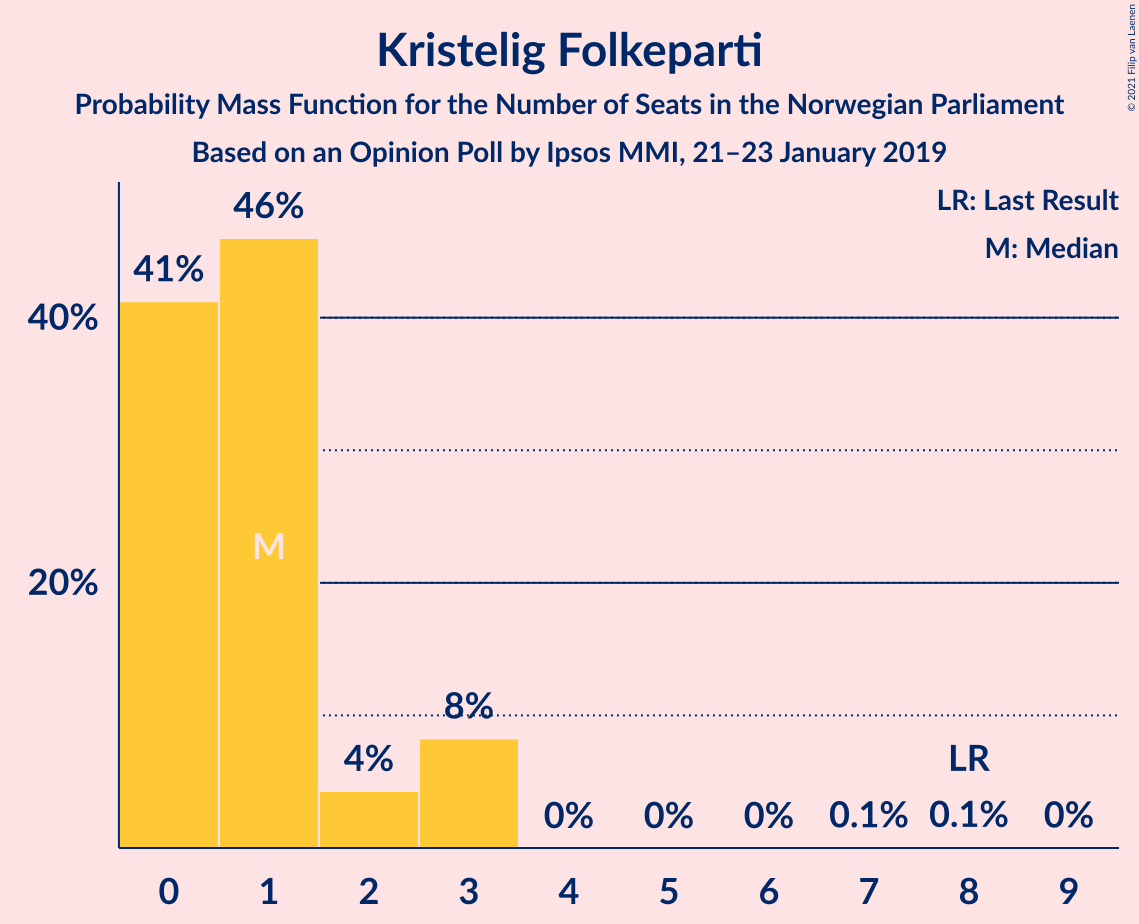 Kristelig Folkeparti
Probability Mass Function for the Number of Seats in the Norwegian Parliament
Based on an Opinion Poll by Ipsos MMI, 21–23 January 2019
© 2021 Filip van Laenen
LR: Last Result
M: Median
46%
41%
40%
M
20%
8%
4%
LR
0% 0% 0% 0.1% 0.1% 0%
0 1 2 3 4 5 6 7 8 9